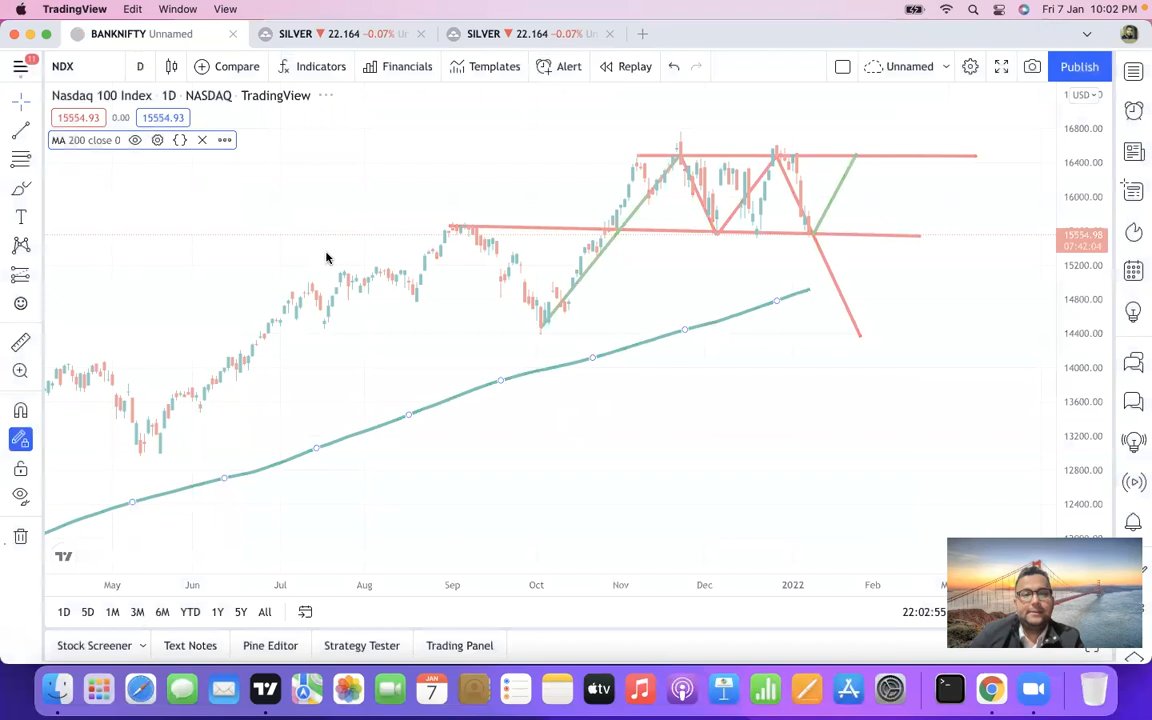 TradingView Edit Window View Fri 7 Jan 10:02 PM
BANKNIFTY Unnamed SILVER ▼ 22.164 -0.07% SILVER ▼ 22.164 -0.07%
11
NDX D Compare Indicators Financials Templates Alert Replay Unnamed Publish
Nasdaq 100 Index · 1D · NASDAQ · TradingView
USD
15554.93 0.00 15554.93
MA 200 close 0
16800.00
16400.00
16000.00
15554.98
07:42:04
15200.00
14800.00
14400.00
14000.00
13600.00
13200.00
12800.00
12400.00
May Jun Jul Aug Sep Oct Nov Dec 2022 Feb
1D 5D 1M 3M 6M YTD 1Y 5Y All 22:02:55
Stock Screener Text Notes Pine Editor Strategy Tester Trading Panel
JAN
7
tv